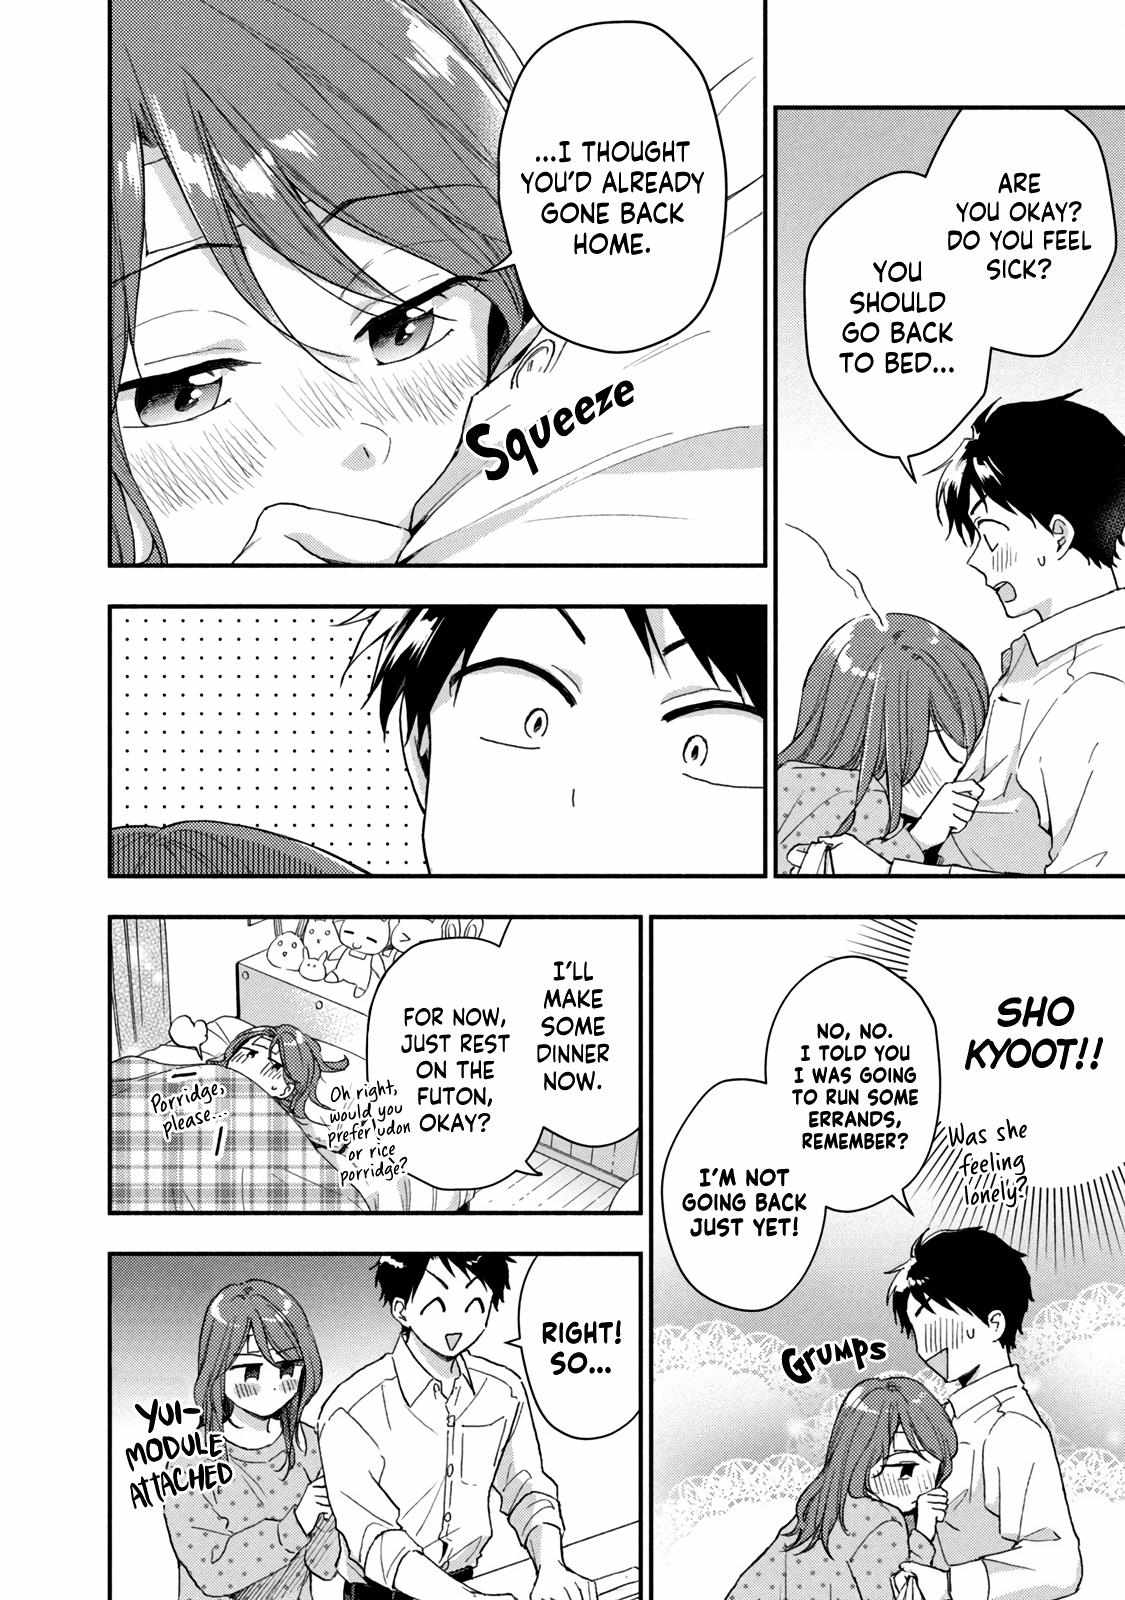 ARE
YOU OKAY?
DO YOU FEEL
SICK?
YOU
SHOULD
GO BACK
TO BED...
...I THOUGHT
YOU'D ALREADY
GONE BACK
HOME.
Squeeze
SHO
KYOOT!!
Was she
feeling
lonely?
NO, NO.
I TOLD YOU
I WAS GOING
TO RUN SOME
ERRANDS,
REMEMBER?
I'M NOT
GOING BACK
JUST YET!
GRUMPS
I'LL
MAKE
SOME
DINNER
NOW.
FOR NOW,
JUST REST
ON THE
FUTON,
OKAY?
Oh right,
would you
prefer udon
or rice
porridge?
Porridge,
please...
RIGHT!
SO...
YUI-
MODULE
ATTACHED